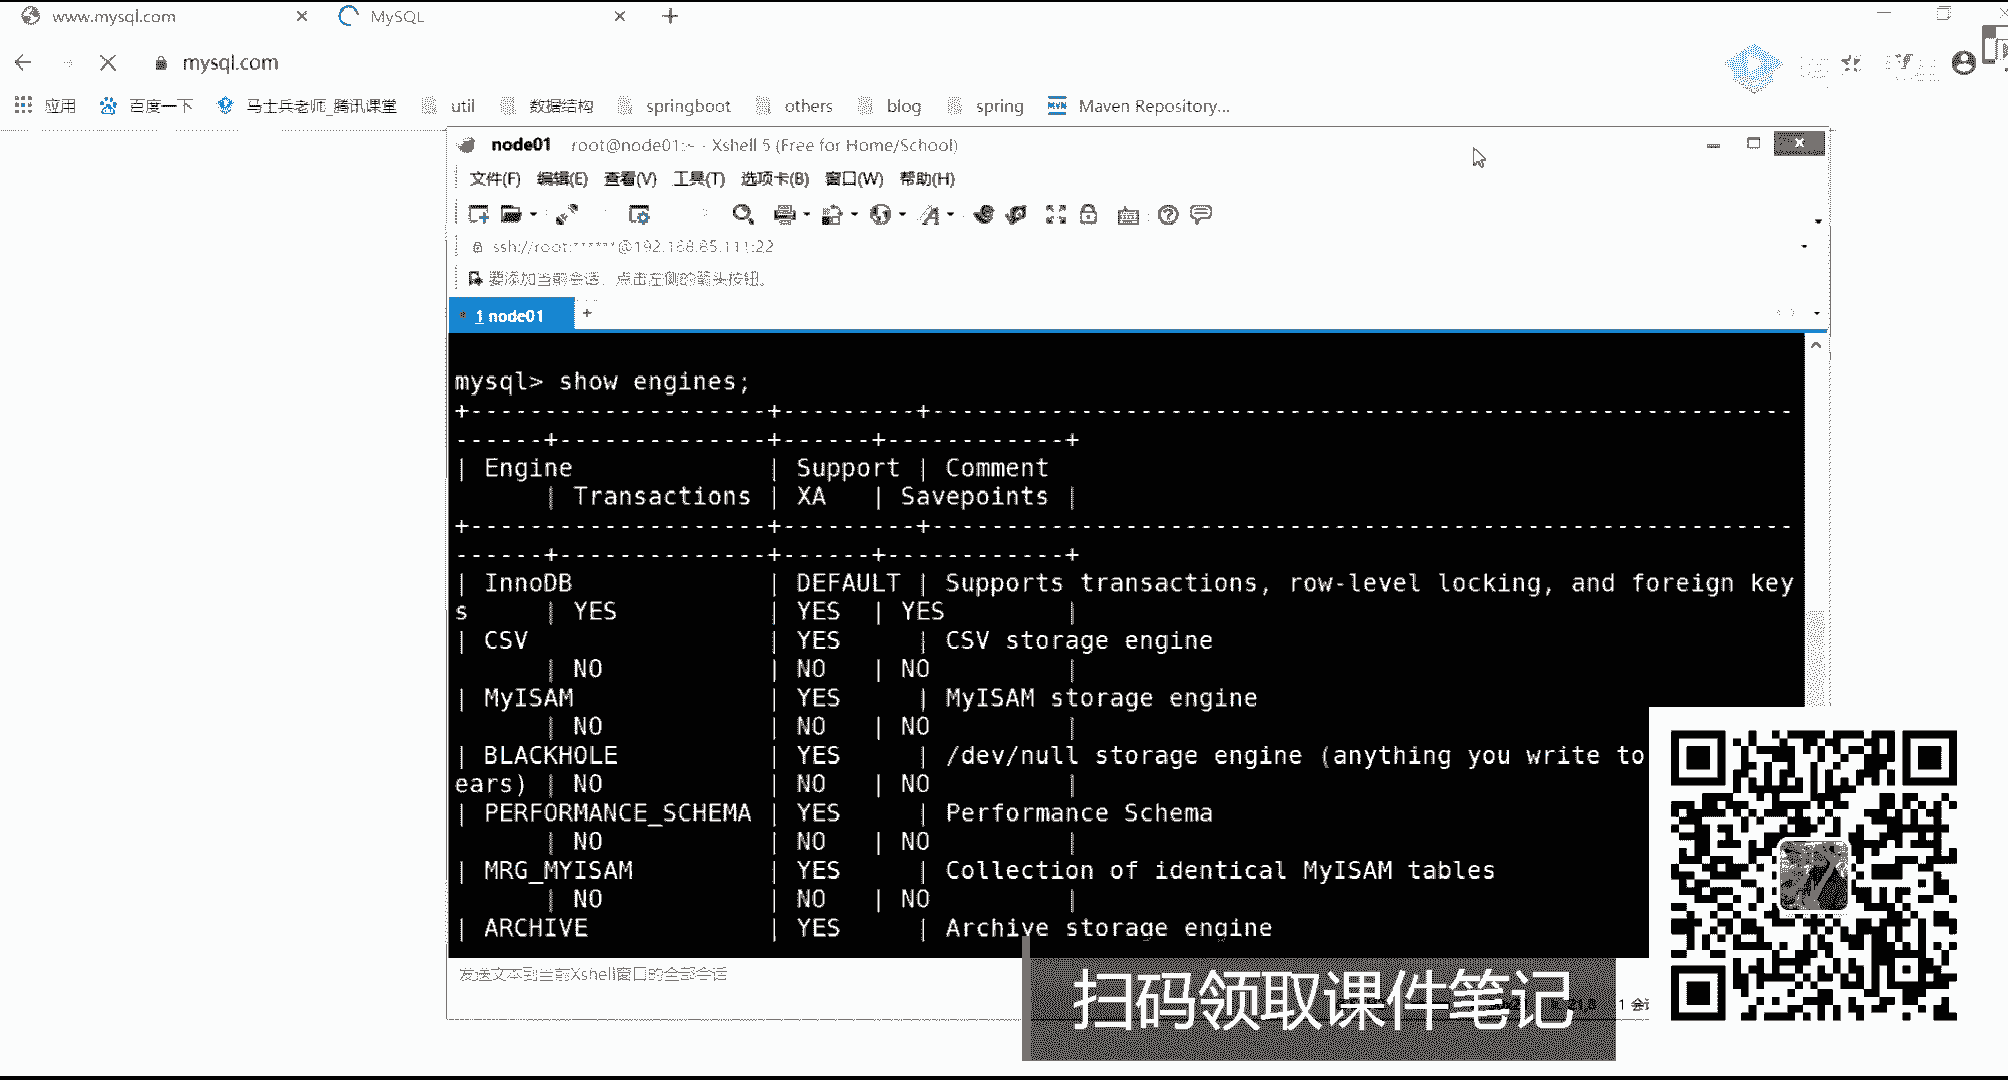 www.mysql.com
MySQL
mysql.com
应用
百度一下
马士兵老师_腾讯课堂
util
数据结构
springboot
others
blog
spring
Maven Repository...
node01 root@node01:~ - Xshell 5 (Free for Home/School)
文件(F) 编辑(E) 查看(V) 工具(T) 选项卡(B) 窗口(W) 帮助(H)
ssh://root:******@192.168.85.111:22
要添加当前会话，点击左侧的箭头按钮。
1 node01
mysql> show engines;
+--------------------+---------+----------------------------------------------------------
------+--------------+------+------------+
| Engine | Support | Comment
| Transactions | XA | Savepoints |
+--------------------+---------+----------------------------------------------------------
------+--------------+------+------------+
| InnoDB | DEFAULT | Supports transactions, row-level locking, and foreign key
s | YES | YES | YES |
| CSV | YES | CSV storage engine
| NO | NO | NO |
| MyISAM | YES | MyISAM storage engine
| NO | NO | NO |
| BLACKHOLE | YES | /dev/null storage engine (anything you write to
ears) | NO | NO | NO |
| PERFORMANCE_SCHEMA | YES | Performance Schema
| NO | NO | NO |
| MRG_MYISAM | YES | Collection of identical MyISAM tables
| NO | NO | NO |
| ARCHIVE | YES | Archive storage engine
发送文本到当前Xshell窗口的全部会话
扫码领取课件笔记